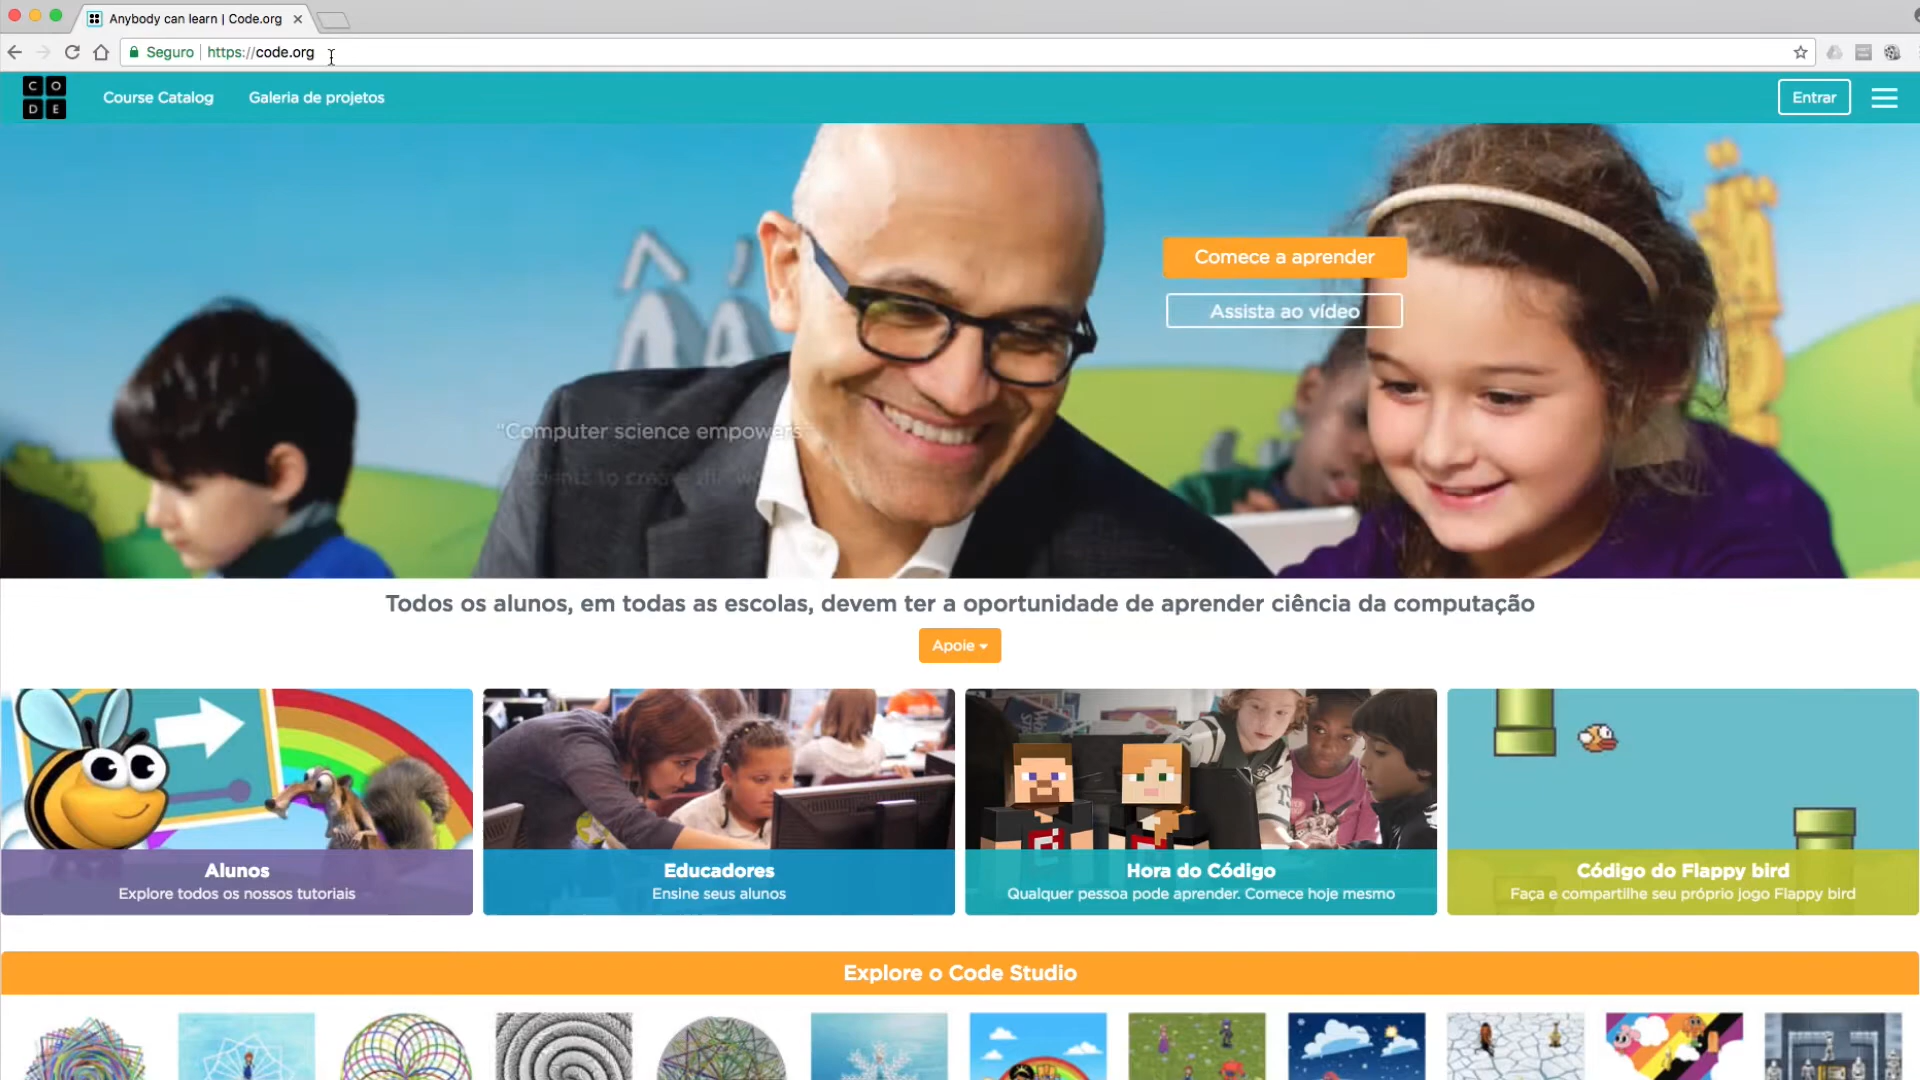 Anybody can learn | Code.org
Seguro https://code.org
CODE
Course Catalog
Galeria de projetos
Entrar
Comece a aprender
Assista ao vídeo
"Computer science empowers
Todos os alunos, em todas as escolas, devem ter a oportunidade de aprender ciência da computação
Apoie
Alunos
Explore todos os nossos tutoriais
Educadores
Ensine seus alunos
Hora do Código
Qualquer pessoa pode aprender. Comece hoje mesmo
Código do Flappy bird
Faça e compartilhe seu próprio jogo Flappy bird
Explore o Code Studio